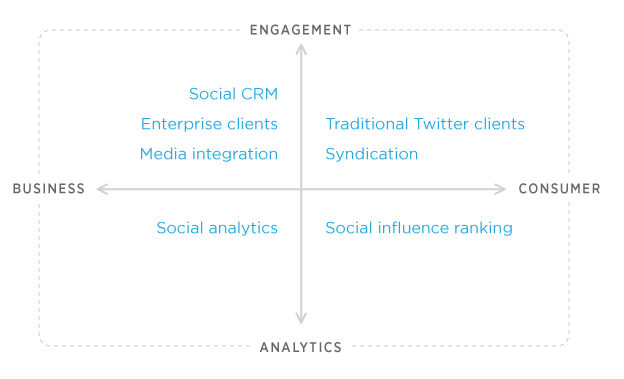 ENGAGEMENT
Social CRM
Enterprise clients
Traditional Twitter clients
Media integration
Syndication
BUSINESS
CONSUMER
Social analytics
Social influence ranking
ANALYTICS